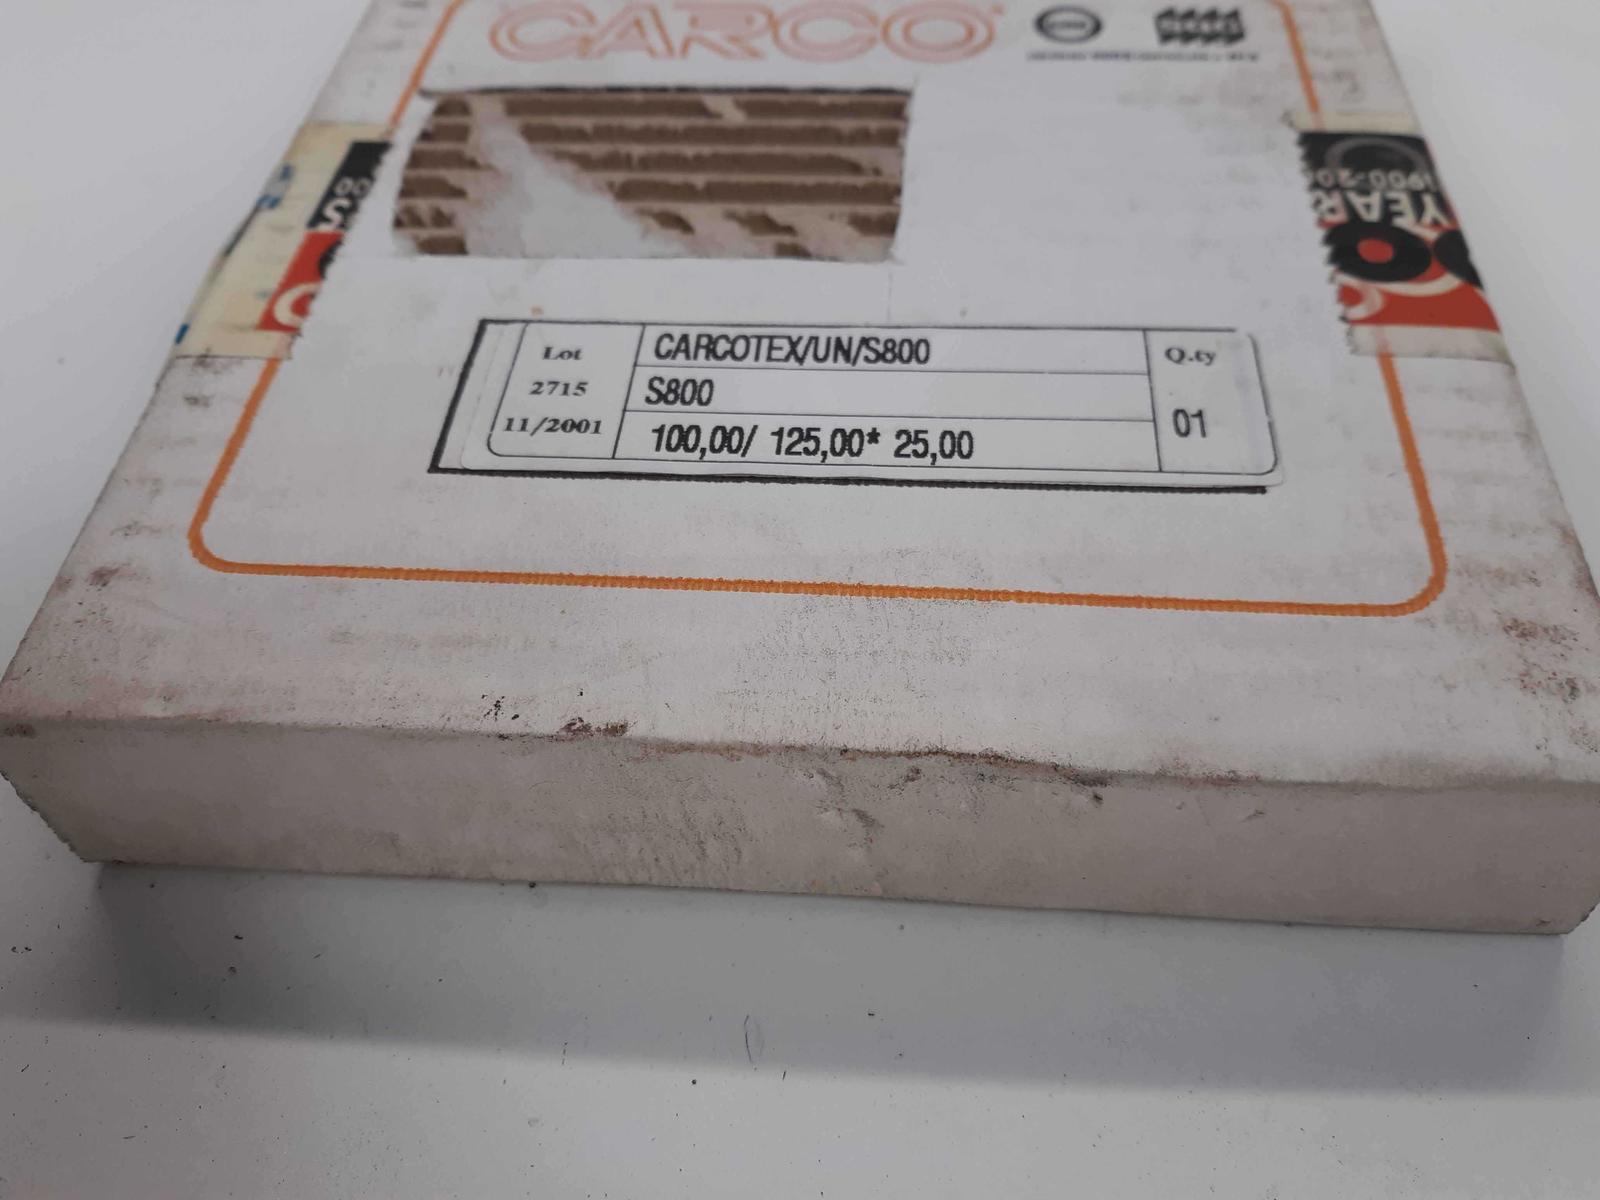 CARCO
Lot
2715
11/2001
CARCOTEX/UN/S800
S800
100,00/ 125,00* 25,00
Q.ty
01
YEAR